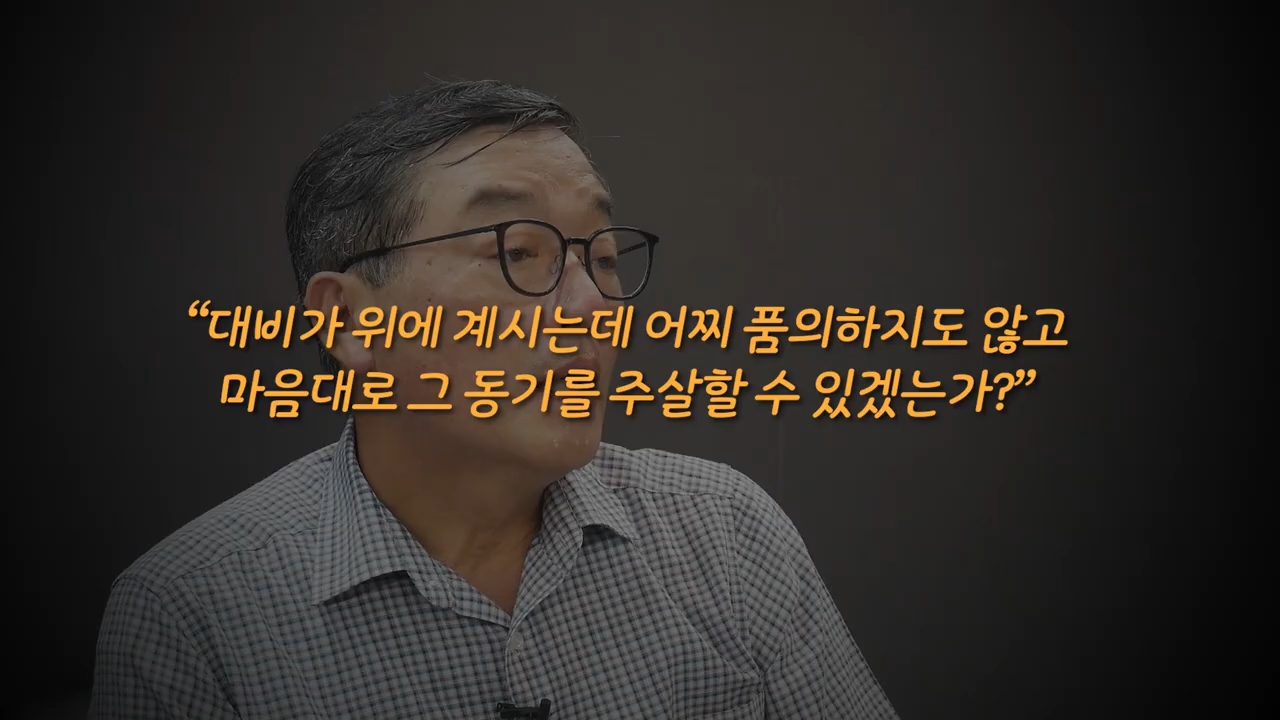 “대비가 위에 계시는데 어찌 품의하지도 않고
마음대로 그 동기를 주살할 수 있겠는가?”